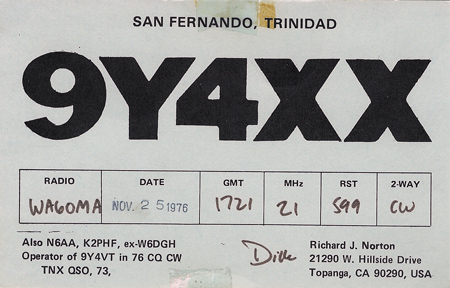 SAN FERNANDO, TRINIDAD
9Y4XX
RADIO DATE GMT MHz RST 2-WAY
WA6OMA NOV. 25 1976 1721 21 599 CW
Also N6AA, K2PHF, ex-W6DGH
Operator of 9Y4VT in 76 CQ CW
TNX QSO, 73,
Dick
Richard J. Norton
21290 W. Hillside Drive
Topanga, CA 90290, USA